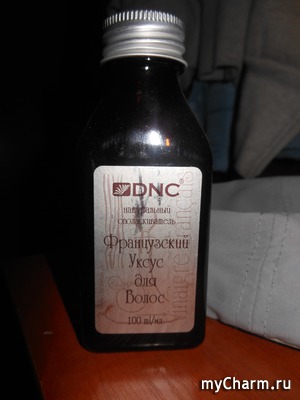 DNC®
натуральный
ополаскиватель
Французский
Уксус
для
Волос
100 ml/мл
myCharm.ru